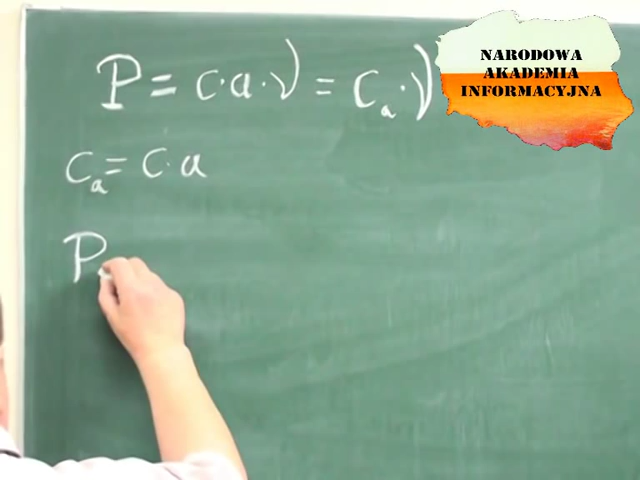 P = c·a·ν = cₐ·ν
cₐ = c·a
P
NARODOWA
AKADEMIA
INFORMACYJNA